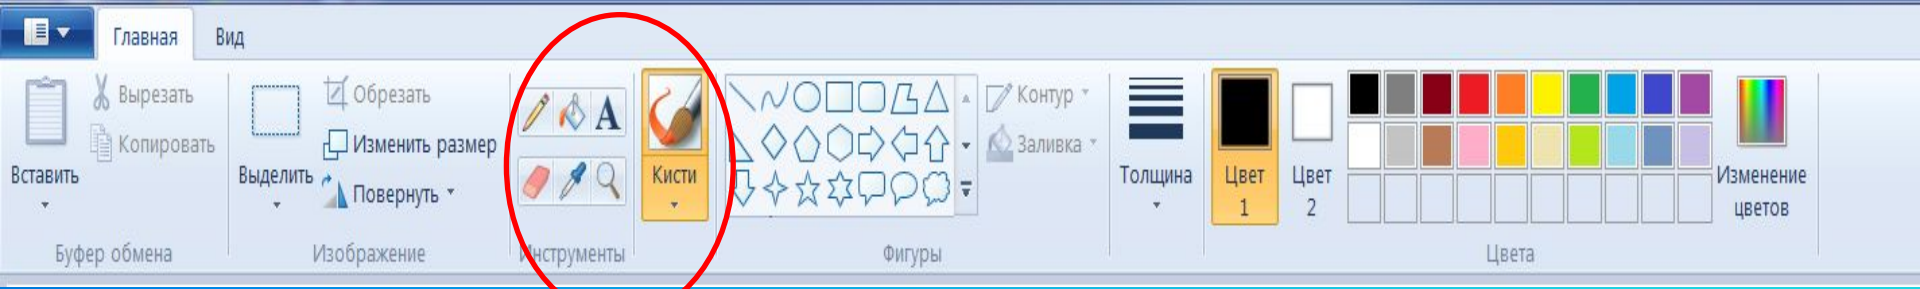 Главная Вид
Вставить
Вырезать
Копировать
Буфер обмена
Выделить
Обрезать
Изменить размер
Повернуть
Изображение
A
Инструменты
Кисти
Контур
Заливка
Фигуры
Толщина
Цвет
1
Цвет
2
Изменение
цветов
Цвета